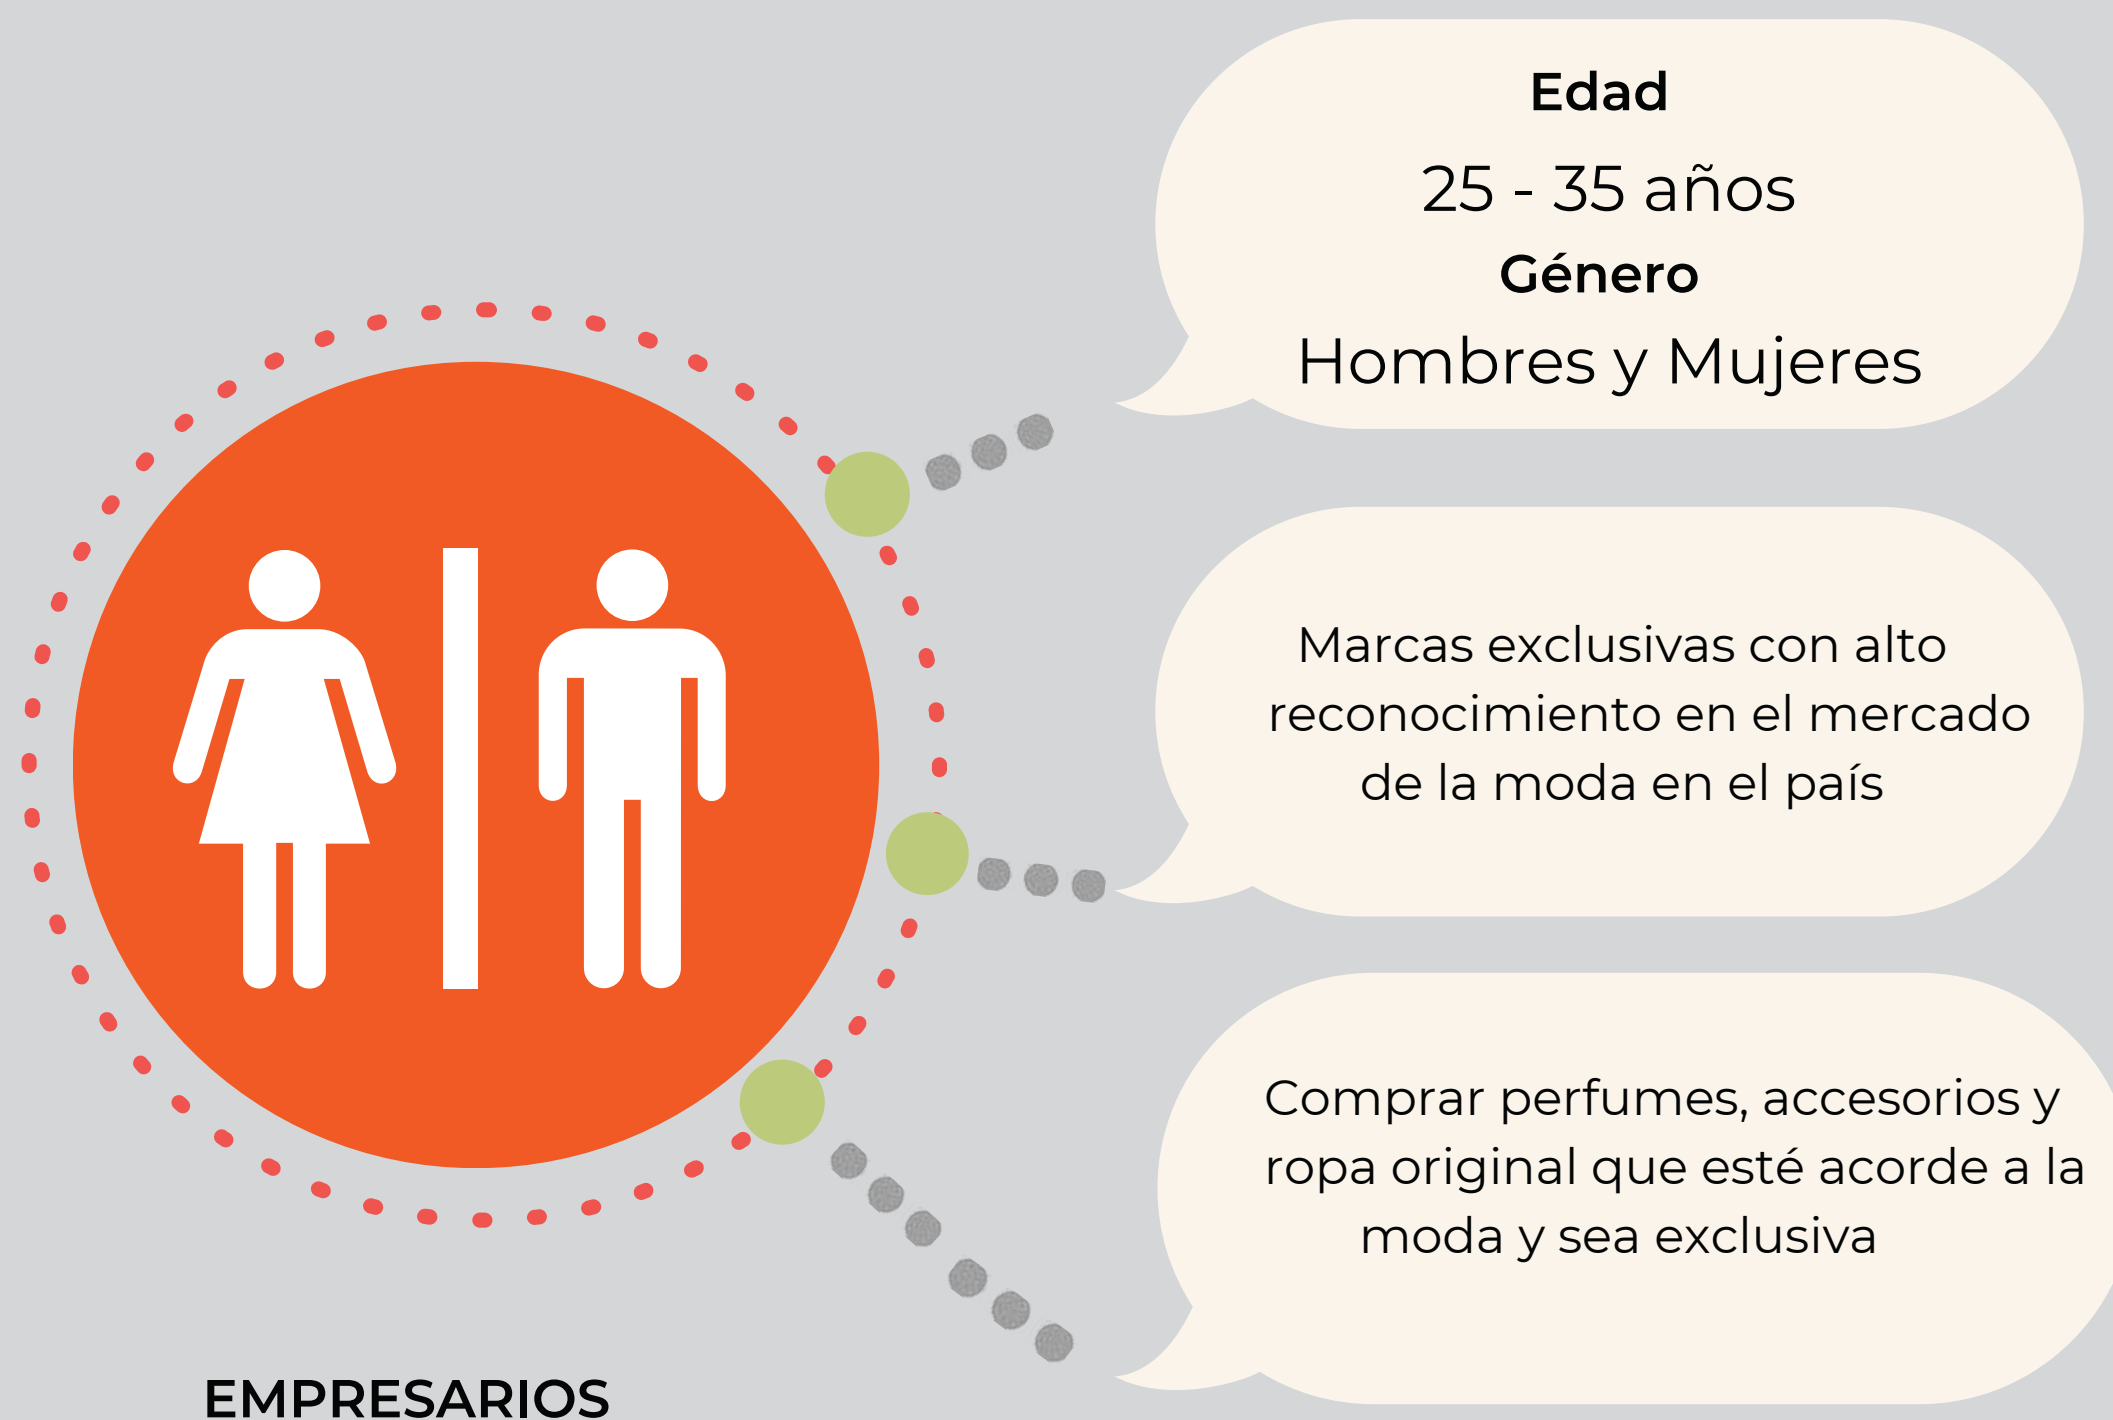 Edad
25 - 35 años
Género
Hombres y Mujeres
Marcas exclusivas con alto
reconocimiento en el mercado
de la moda en el país
Comprar perfumes, accesorios y
ropa original que esté acorde a la
moda y sea exclusiva
EMPRESARIOS